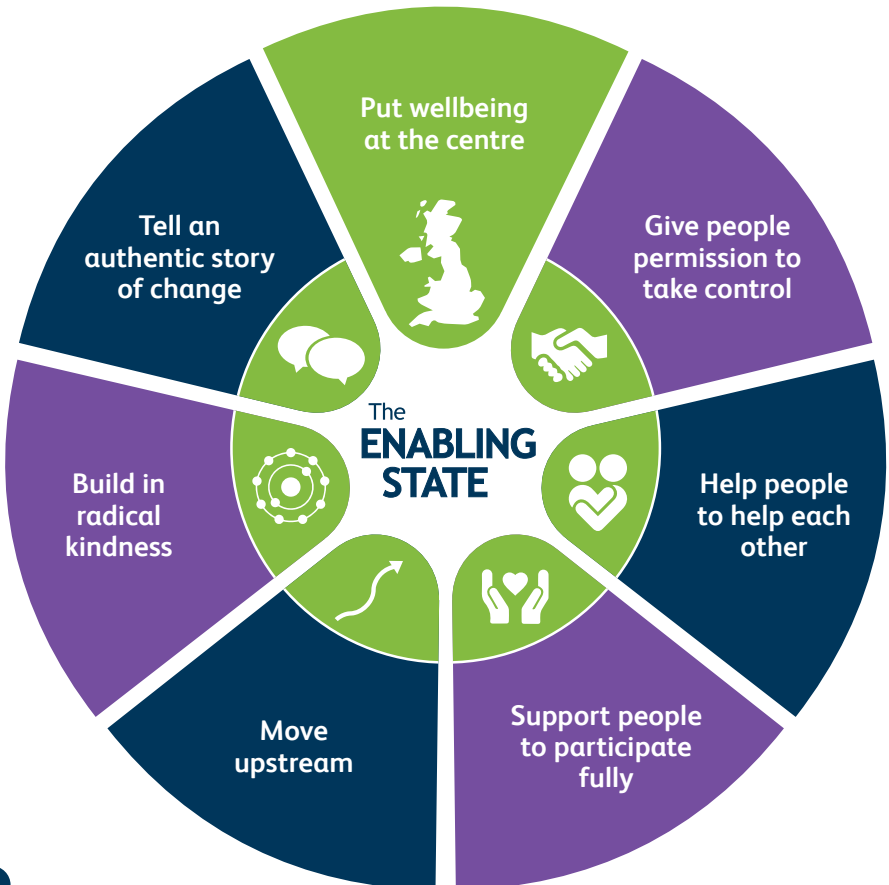 Put wellbeing
at the centre
Give people
permission to
take control
Help people
to help each
other
Support people
to participate
fully
Move
upstream
Build in
radical
kindness
Tell an
authentic story
of change
The
ENABLING
STATE